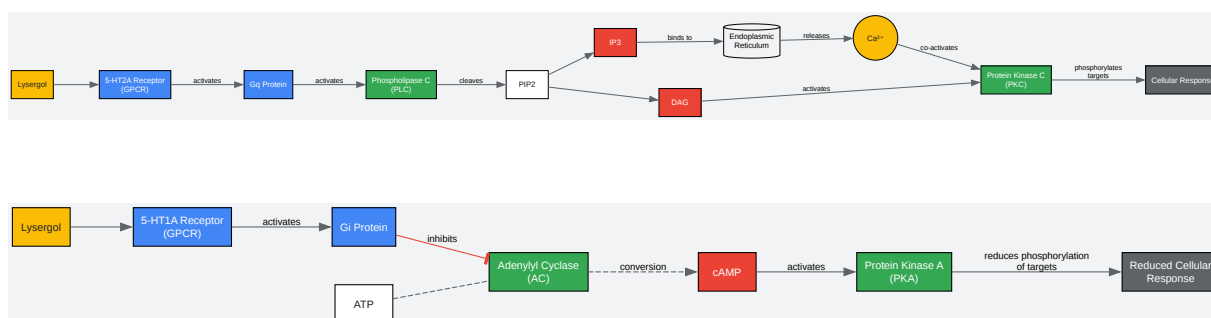 Lysergol
5-HT2A Receptor
(GPCR)
activates
Gq Protein
activates
Phospholipase C
(PLC)
cleaves
PIP2
IP3
binds to
Endoplasmic
Reticulum
releases
Ca²⁺
co-activates
DAG
activates
Protein Kinase C
(PKC)
phosphorylates
targets
Cellular Response
Lysergol
5-HT1A Receptor
(GPCR)
activates
Gi Protein
inhibits
ATP
Adenylyl Cyclase
(AC)
conversion
cAMP
activates
Protein Kinase A
(PKA)
reduces phosphorylation
of targets
Reduced Cellular
Response